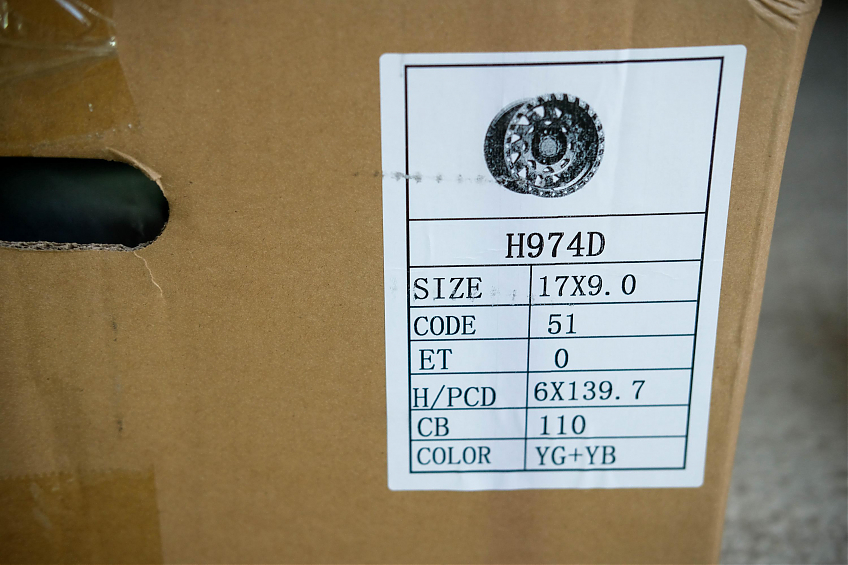 H974D
SIZE 17X9.0
CODE 51
ET 0
H/PCD 6X139.7
CB 110
COLOR YG+YB